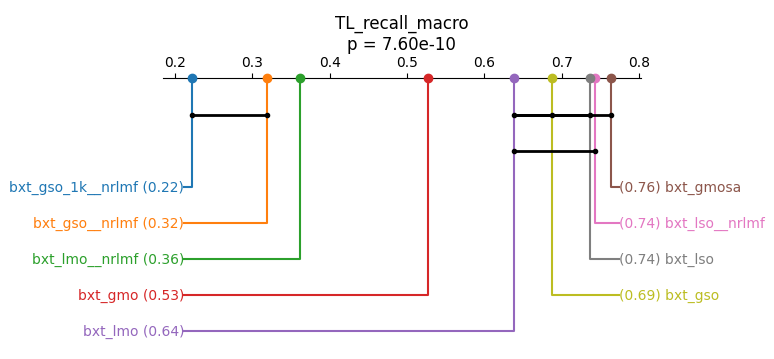 TL_recall_macro
p = 7.60e-10
0.2 0.3 0.4 0.5 0.6 0.7 0.8
bxt_gso_1k__nrlmf (0.22) (0.76) bxt_gmosa
bxt_gso__nrlmf (0.32) (0.74) bxt_lso__nrlmf
bxt_lmo__nrlmf (0.36) (0.74) bxt_lso
bxt_gmo (0.53) (0.69) bxt_gso
bxt_lmo (0.64)